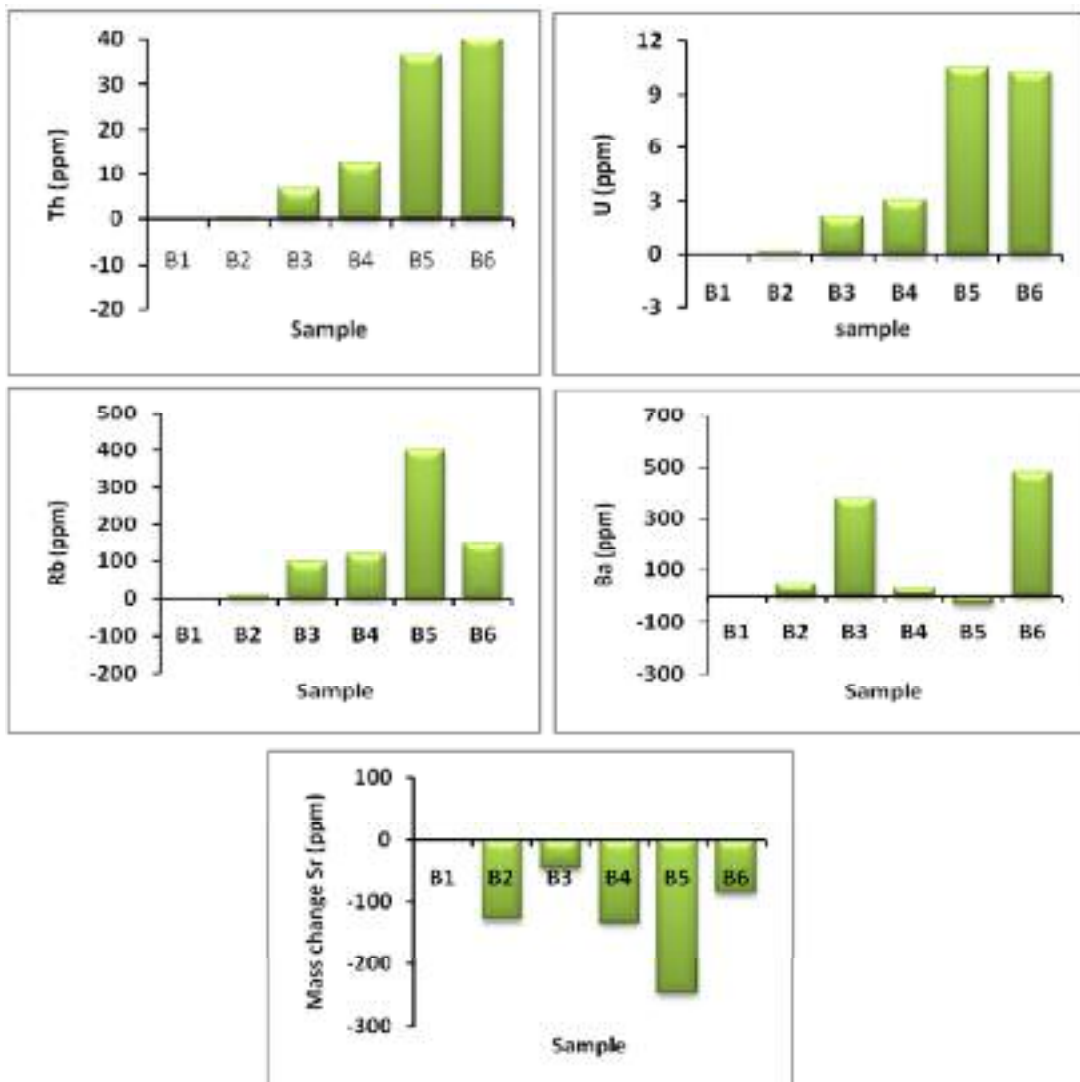 40
30
20
10
0
-10
-20
Th (ppm)
B1 B2 B3 B4 B5 B6
Sample
12
9
6
3
0
-3
U (ppm)
B1 B2 B3 B4 B5 B6
sample
500
400
300
200
100
0
-100
-200
Rb (ppm)
B1 B2 B3 B4 B5 B6
Sample
700
500
300
100
-100
-300
Ba (ppm)
B1 B2 B3 B4 B5 B6
Sample
100
0
-100
-200
-300
Mass change Sr (ppm)
B1 B2 B3 B4 B5 B6
Sample